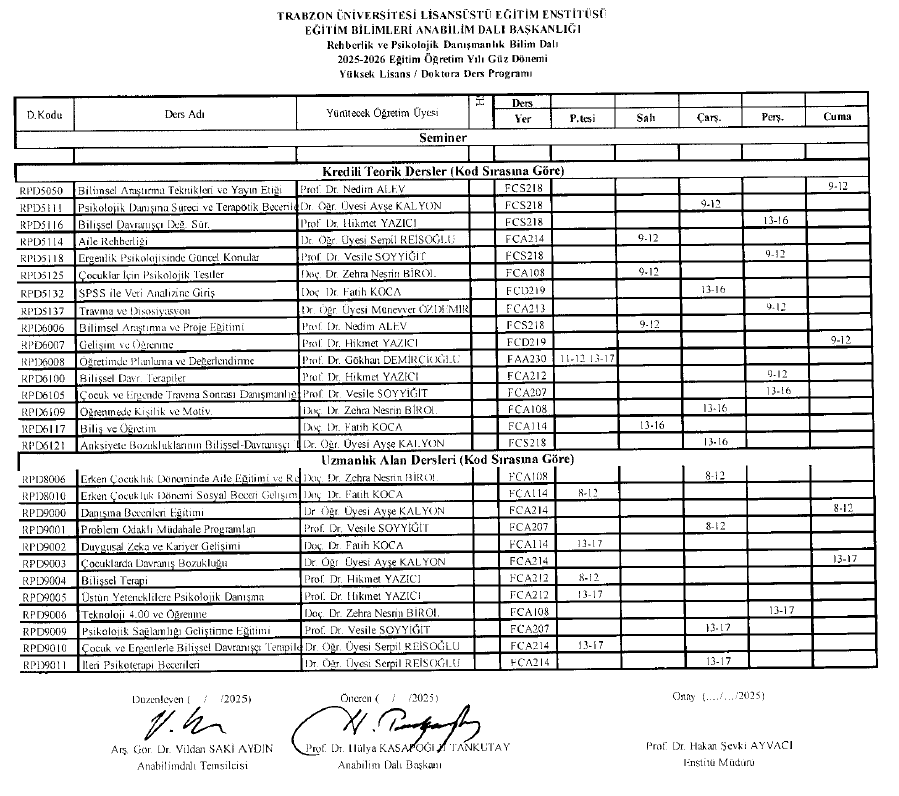 TRABZON ÜNİVERSİTESİ LİSANSÜSTÜ EĞİTİM ENSTİTÜSÜ
EĞİTİM BİLİMLERİ ANABİLİM DALI BAŞKANLIĞI
Rehberlik ve Psikolojik Danışmanlık Bilim Dalı
2025-2026 Eğitim Öğretim Yılı Güz Dönemi
Yüksek Lisans / Doktora Ders Programı
D.Kodu Ders Adı Yürütecek Öğretim Üyesi H Ders Yer P.tesi Salı Çarş. Perş. Cuma
Seminer
Kredili Teorik Dersler (Kod Sırasına Göre)
RPD5050 Bilimsel Araştırma Teknikleri ve Yayın Etiği Prof. Dr. Nedim ALEV FCS218 9-12
RPD5111 Psikolojik Danışma Süreci ve Terapötik Becerile Dr. Öğr. Üyesi Ayşe KALYON FCS218 9-12
RPD5116 Bilişsel Davranışçı Değ. Sür. Prof. Dr. Hikmet YAZICI FCS218 13-16
RPD5114 Aile Rehberliği Dr. Öğr. Üyesi Serpil REİSOĞLU FCA214 9-12
RPD5118 Ergenlik Psikolojisinde Güncel Konular Prof. Dr. Vesile SOYYİĞİT FCS218 9-12
RPD5125 Çocuklar İçin Psikolojik Testler Doç. Dr. Zehra Nesrin BİROL FCA108 9-12
RPD5132 SPSS ile Veri Analizine Giriş Doç. Dr. Fatih KOCA FCD219 13-16
RPD5137 Travma ve Disosiyasyon Dr. Öğr. Üyesi Münevver ÖZDEMİR FCA213 9-12
RPD6006 Bilimsel Araştırma ve Proje Eğitimi Prof. Dr. Nedim ALEV FCS218 9-12
RPD6007 Gelişim ve Öğrenme Prof. Dr. Hikmet YAZICI FCD219 9-12
RPD6008 Öğretimde Planlama ve Değerlendirme Prof. Dr. Gökhan DEMİRCİOĞLU FAA230 11-12 13-17
RPD6100 Bilişsel Davr. Terapiler Prof. Dr. Hikmet YAZICI FCA212 9-12
RPD6105 Çocuk ve Ergende Travma Sonrası Danışmanlığ Prof. Dr. Vesile SOYYİĞİT FCA207 13-16
RPD6109 Öğrenmede Kişilik ve Motiv. Doç. Dr. Zehra Nesrin BİROL FCA108 13-16
RPD6117 Biliş ve Öğretim Doç. Dr. Fatih KOCA FCA114 13-16
RPD6121 Anksiyete Bozukluklarının Bilişsel-Davranışçı T Dr. Öğr. Üyesi Ayşe KALYON FCS218 13-16
Uzmanlık Alan Dersleri (Kod Sırasına Göre)
RPD8006 Erken Çocukluk Döneminde Aile Eğitimi ve Re Doç. Dr. Zehra Nesrin BİROL FCA108 8-12
RPD8010 Erken Çocukluk Dönemi Sosyal Beceri Gelişim Doç. Dr. Fatih KOCA FCA114 8-12
RPD9000 Danışma Becerileri Eğitimi Dr. Öğr. Üyesi Ayşe KALYON FCA214 8-12
RPD9001 Problem Odaklı Müdahale Programları Prof. Dr. Vesile SOYYİĞİT FCA207 8-12
RPD9002 Duygusal Zeka ve Kariyer Gelişimi Doç. Dr. Fatih KOCA FCA114 13-17
RPD9003 Çocuklarda Davranış Bozukluğu Dr. Öğr. Üyesi Ayşe KALYON FCA214 13-17
RPD9004 Bilişsel Terapi Prof. Dr. Hikmet YAZICI FCA212 8-12
RPD9005 Üstün Yeteneklilere Psikolojik Danışma Prof. Dr. Hikmet YAZICI FCA212 13-17
RPD9006 Teknoloji 4.00 ve Öğrenme Doç. Dr. Zehra Nesrin BİROL FCA108 13-17
RPD9009 Psikolojik Sağlamlığı Geliştirme Eğitimi Prof. Dr. Vesile SOYYİĞİT FCA207 13-17
RPD9010 Çocuk ve Ergenlerle Bilişsel Davranışçı Terapile Dr. Öğr. Üyesi Serpil REİSOĞLU FCA214 13-17
RPD9011 İleri Psikoterapi Becerileri Dr. Öğr. Üyesi Serpil REİSOĞLU FCA214 13-17
Düzenleyen ( / /2025) Öneren ( / /2025) Onay (..../..../2025)
Arş. Gör. Dr. Vildan SAKİ AYDIN Prof. Dr. Hülya KASAPOĞLU TANKUTAY Prof. Dr. Hakan Şevki AYVACI
Anabilimdalı Temsilcisi Anabilim Dalı Başkanı Enstitü Müdürü